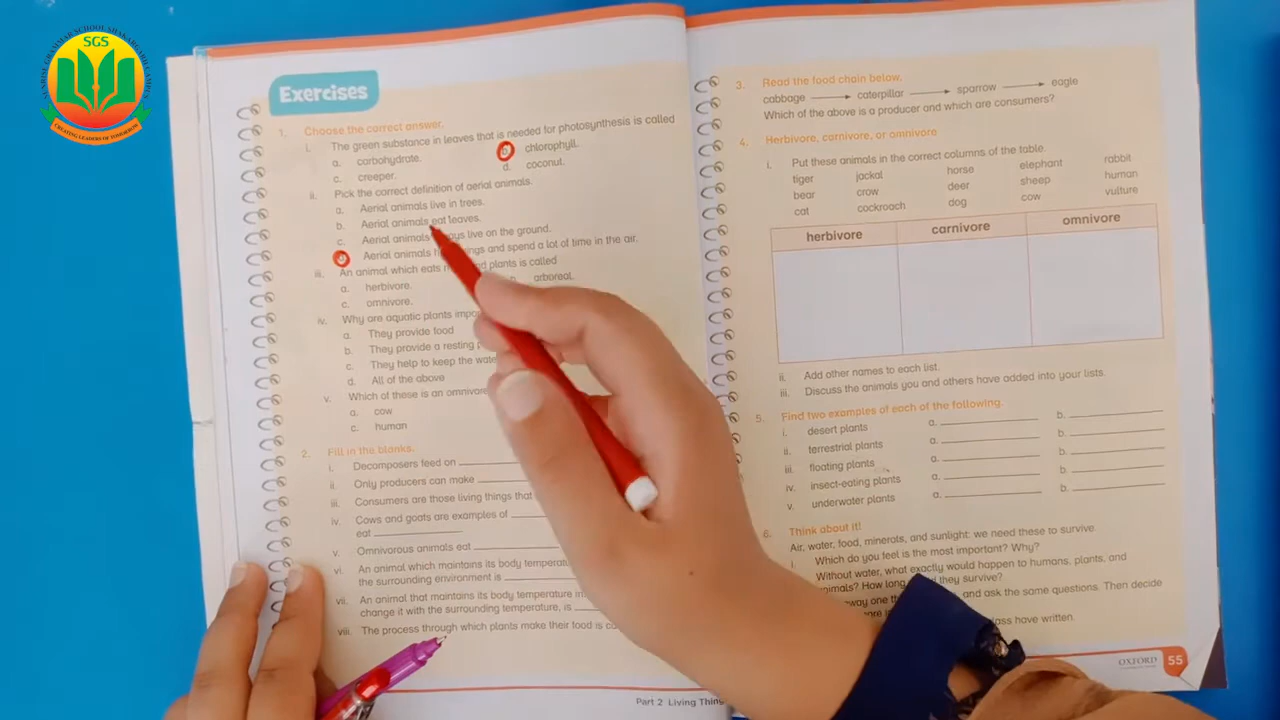 SUNRISE GRAMMAR SCHOOL SHAKARGARH CAMPUS
SGS
CREATING LEADERS OF TOMORROW
Exercises
1. Choose the correct answer.
i. The green substance in leaves that is needed for photosynthesis is called
a. carbohydrate. chlorophyll.
c. creeper. d. coconut.
ii. Pick the correct definition of aerial animals.
a. Aerial animals live in trees.
b. Aerial animals eat leaves.
c. Aerial animals live on the ground.
Aerial animals wings and spend a lot of time in the air.
iii. An animal which eats plants is called
a. herbivore. arboreal.
c. omnivore.
iv. Why are aquatic plants
a. They provide food
b. They provide a resting
c. They help to keep the
d. All of the above
v. Which of these is an omnivore
a. cow
c. human
2. Fill in the blanks.
i. Decomposers feed on
ii. Only producers can make
iii. Consumers are those living things that
iv. Cows and goats are examples of
eat
v. Omnivorous animals eat
vi. An animal which maintains its body
the surrounding environment is
vii. An animal that maintains its body temperature
change it with the surrounding temperature, is
viii. The process through which plants make their food is
Part 2 Living
3. Read the food chain below.
cabbage → caterpillar → sparrow → eagle
Which of the above is a producer and which are consumers?
4. Herbivore, carnivore, or omnivore
i. Put these animals in the correct columns of the table.
tiger jackal horse elephant rabbit
bear crow deer sheep human
cat cockroach dog cow vulture
herbivore carnivore omnivore
ii. Add other names to each list.
iii. Discuss the animals you and others have added into your lists.
5. Find two examples of each of the following.
i. desert plants a. b.
ii. terrestrial plants a. b.
iii. floating plants a. b.
iv. insect-eating plants a. b.
v. underwater plants a. b.
6. Think about it!
Air, water, food, minerals, and sunlight: we need these to survive.
i. Which do you feel is the most important? Why?
Without water, what exactly would happen to humans, plants, and
animals? How long they survive?
away one and ask the same questions. Then decide
class have written.
OXFORD 55